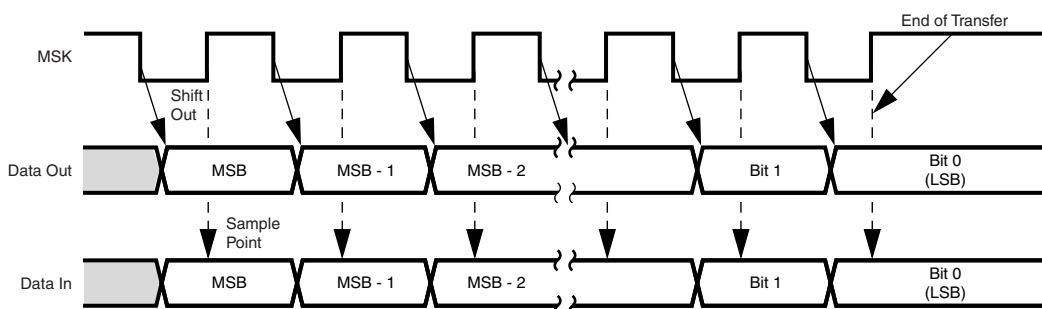 End of Transfer
MSK
Shift
Out
Data Out
MSB
MSB - 1
MSB - 2
Bit 1
Bit 0
(LSB)
Sample
Point
Data In
MSB
MSB - 1
MSB - 2
Bit 1
Bit 0
(LSB)